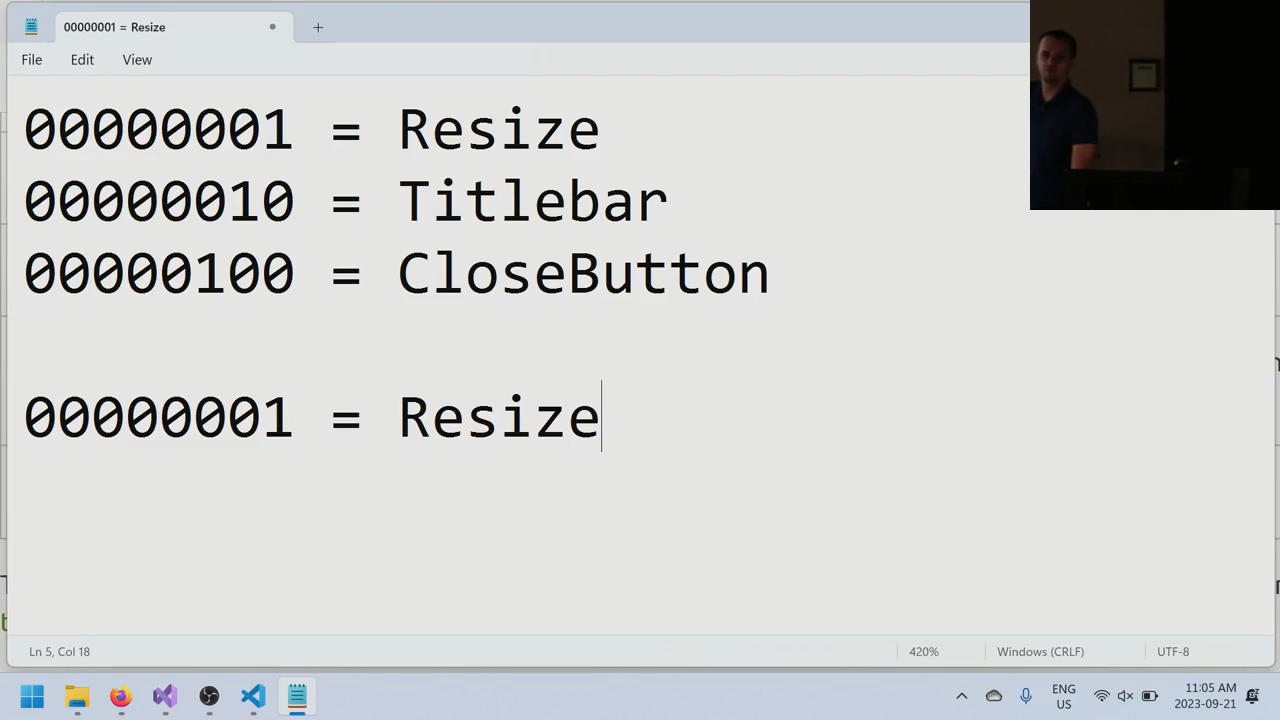 00000001 = Resize
File Edit View
00000001 = Resize
00000010 = Titlebar
00000100 = CloseButton
00000001 = Resize
Ln 5, Col 18
420%
Windows (CRLF)
UTF-8
ENG
US
11:05 AM
2023-09-21